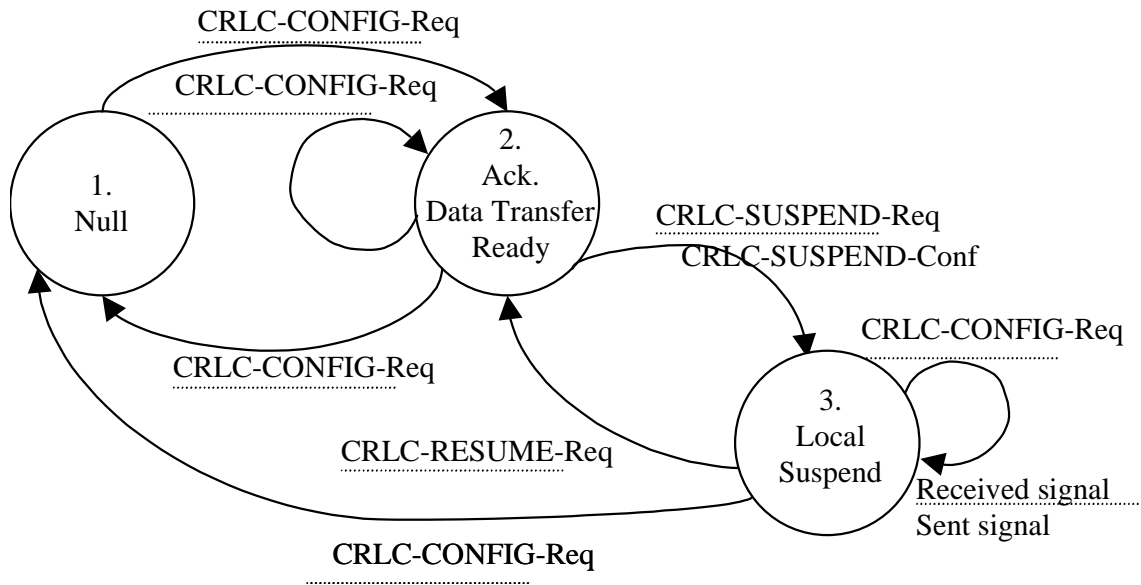 CRLC-CONFIG-Req
CRLC-CONFIG-Req
1.
Null
2.
Ack.
Data Transfer
Ready
CRLC-SUSPEND-Req
CRLC-SUSPEND-Conf
CRLC-CONFIG-Req
CRLC-CONFIG-Req
3.
Local
Suspend
CRLC-RESUME-Req
Received signal
Sent signal
CRLC-CONFIG-Req